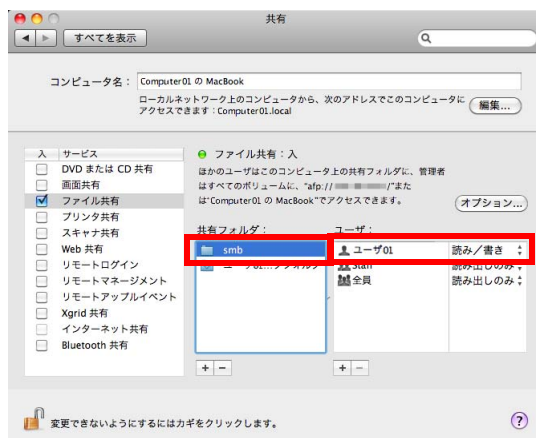 共有
すべてを表示
コンピュータ名：
Computer01 の MacBook
ローカルネットワーク上のコンピュータから、次のアドレスでこのコンピュータに
アクセスできます：Computer01.local
編集...
入 サービス
DVD または CD 共有
画面共有
ファイル共有
プリンタ共有
スキャナ共有
Web 共有
リモートログイン
リモートマネージメント
リモートアップルイベント
Xgrid 共有
インターネット共有
Bluetooth 共有
ファイル共有：入
ほかのユーザはこのコンピュータ上の共有フォルダに、管理者
はすべてのボリュームに、"afp:// /"また
は"Computer01 の MacBook"でアクセスできます。
オプション...
共有フォルダ：
smb
ユーザ：
ユーザ01 読み／書き
Staff 読み出しのみ
全員 読み出しのみ
+ −
+ −
変更できないようにするにはカギをクリックします。
?